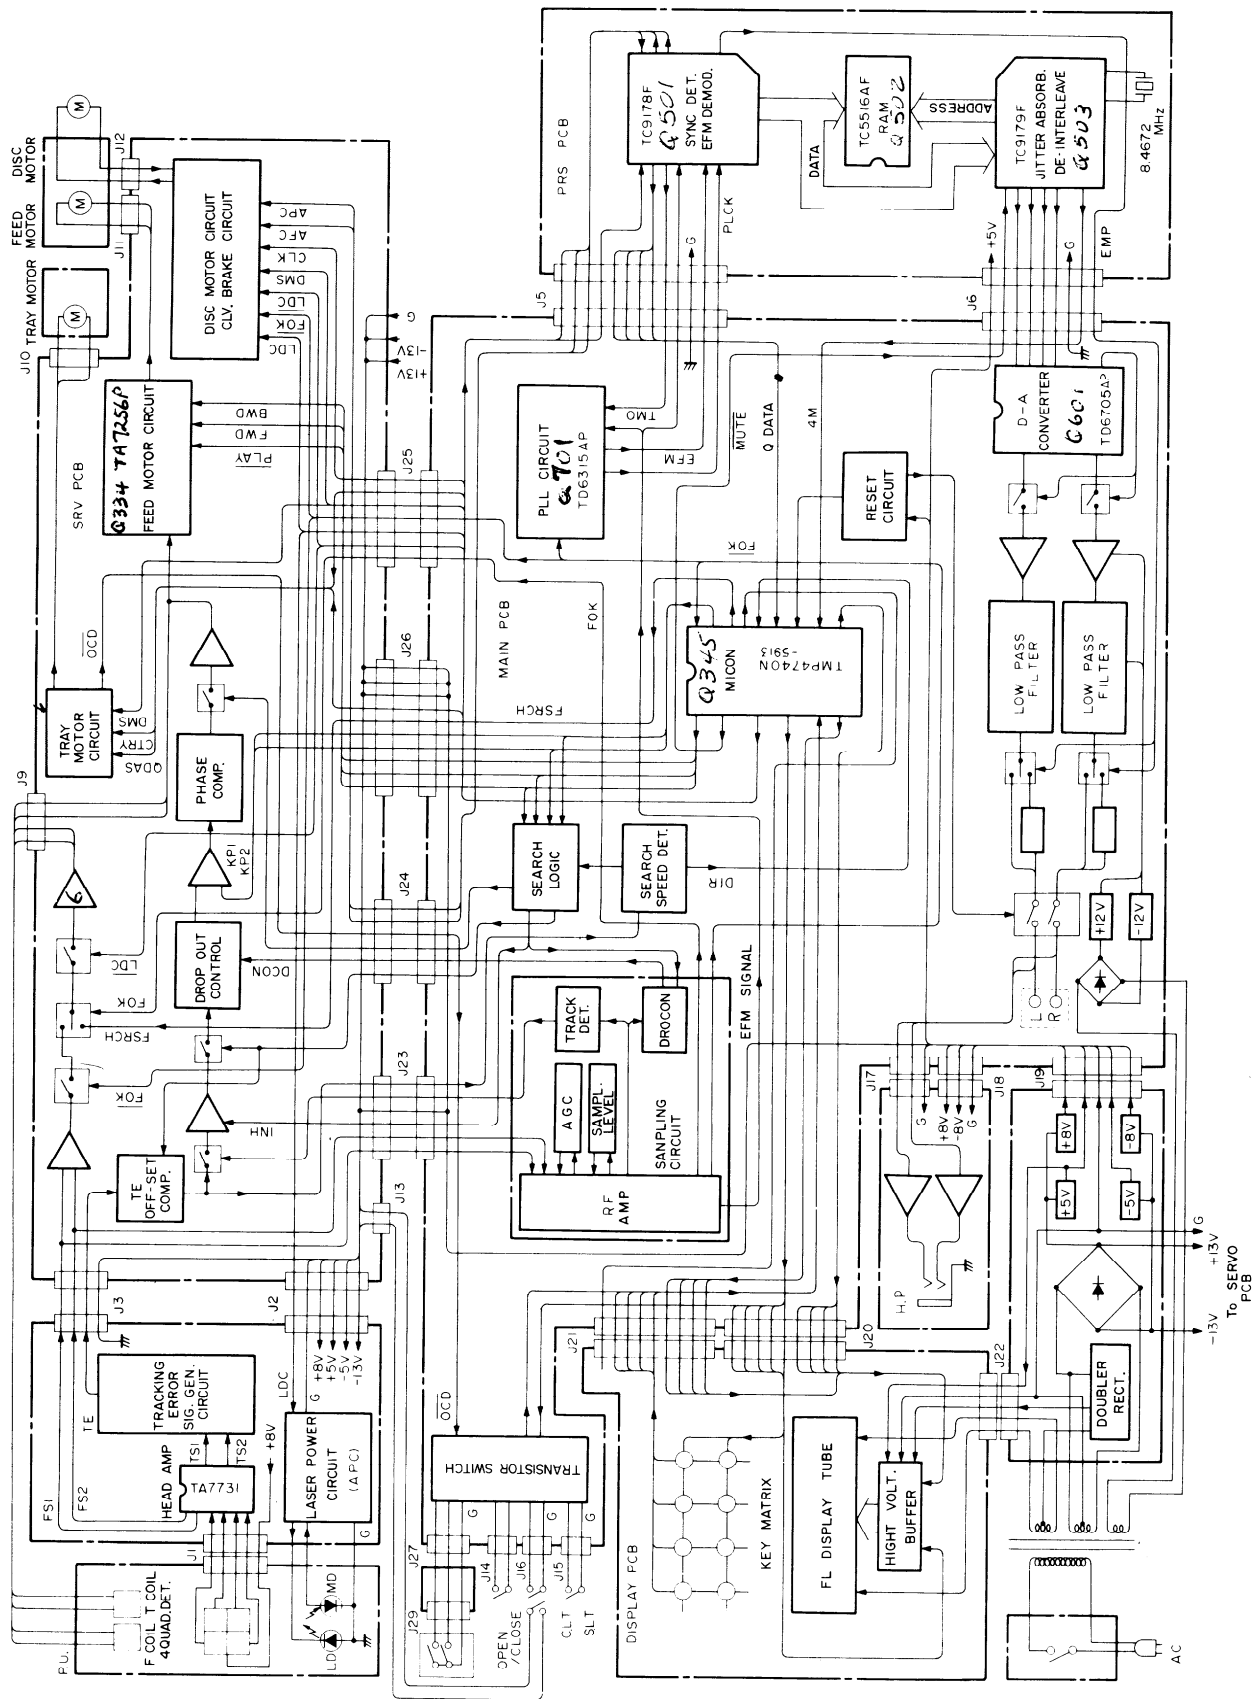 DISC
MOTOR
FEED
MOTOR
TRAY MOTOR
M
M
M
J12
J11
J10
DISC MOTOR CIRCUIT
CLV. BRAKE CIRCUIT
APC
AFC
CLK
DMS
LDC
FOK
LDC
Q334 TA7256P
FEED MOTOR CIRCUIT
BWD
FWD
PLAY
SRV PCB
G
-13V
+13V
J25
OCD
TRAY
MOTOR
CIRCUIT
DMS
CTRY
QDAS
J9
PHASE
COMP.
KP1
KP2
J26
6
LDC
FOK
FSRCH
FOK
DROP OUT
CONTROL
DCON
J24
INH
J23
TE
OFF-SET
COMP.
J13
J3
J2
TRACKING
ERROR
SIG. GEN.
CIRCUIT
TE
TS1
TS2
HEAD AMP
TA7731
FS1
FS2
+8V
LDC
G
+8V
+5V
-5V
-13V
LASER POWER
CIRCUIT
(APC)
G
J1
P.U.
F COIL T COIL
4QUAD.DET.
LD
MD
PRS PCB
TC9178F
Q501
SYNC DET.
EFM DEMOD.
DATA
TC5516AF
RAM
Q502
ADDRESS
TC9179F
JITTER ABSORB.
DE-INTERLEAVE
Q503
8.4672
MHz
PLCK
G
+5V
G
EMP
J5
J6
PLL CIRCUIT
Q701
TD6315AP
TMO
EFM
MUTE
Q DATA
4M
D-A
CONVERTER
Q601
TD6705AP
RESET
CIRCUIT
FOK
MAIN PCB
FOK
FSRCH
Q345
MICON
TMP4740N
-5913
LOW PASS
FILTER
LOW PASS
FILTER
SEARCH
LOGIC
SEARCH
SPEED DET.
DIR
+12V
-12V
L
R
TRACK
DET.
DROCON
EFM SIGNAL
AGC
SAMPL.
LEVEL
SANPLING
CIRCUIT
RF
AMP
J17
J18
J19
G
+8V
-8V
G
+8V
-8V
+5V
-5V
H.P
G
+13V
-13V
To SERVO
PCB
J21
J20
J22
OCD
TRANSISTOR SWITCH
G
G
G
J27
J29
J14
J16
J15
OPEN
/CLOSE
CLT
SLT
DISPLAY PCB
KEY MATRIX
FL DISPLAY TUBE
HIGHT VOLT.
BUFFER
DOUBLER
RECT.
AC